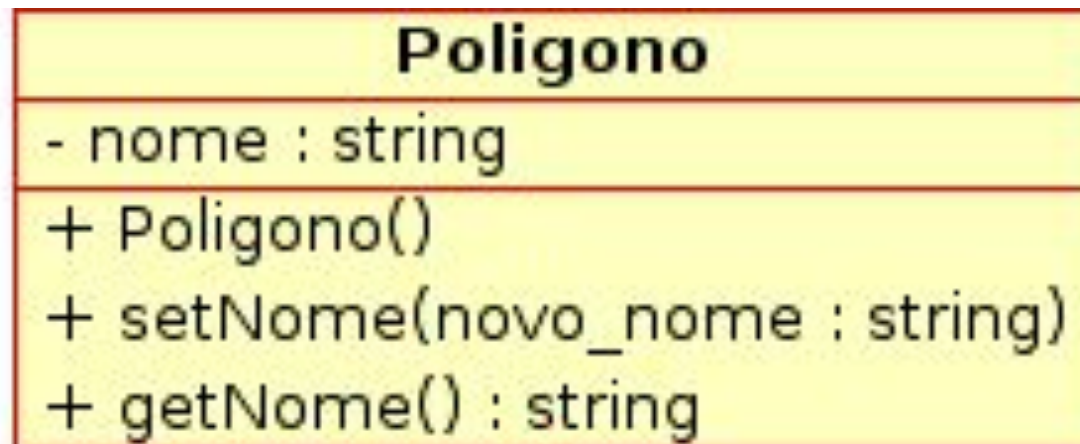 Poligono
- nome : string
+ Poligono()
+ setNome(novo_nome : string)
+ getNome() : string